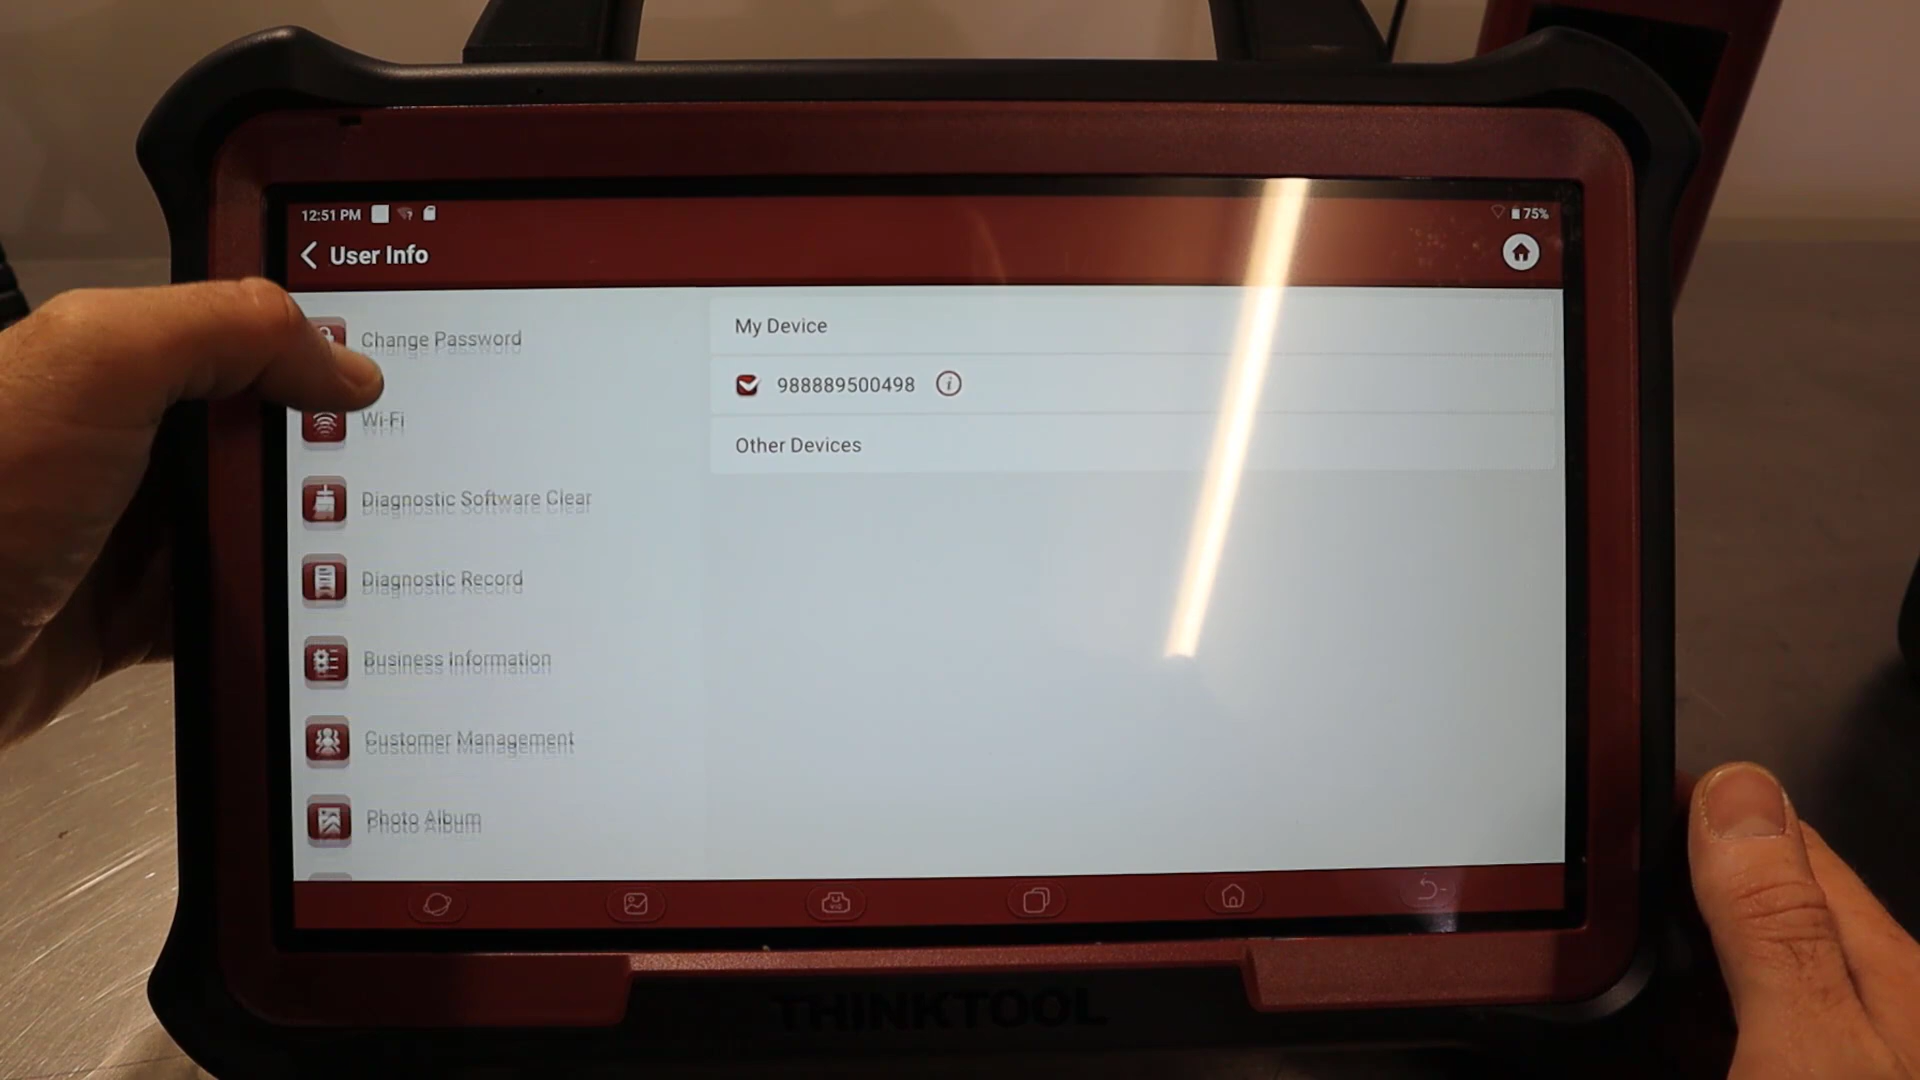 12:51 PM
75%
User Info
Change Password
Wi-Fi
Diagnostic Software Clear
Diagnostic Record
Business Information
Customer Management
Photo Album
My Device
988889500498
Other Devices
THINKTOOL